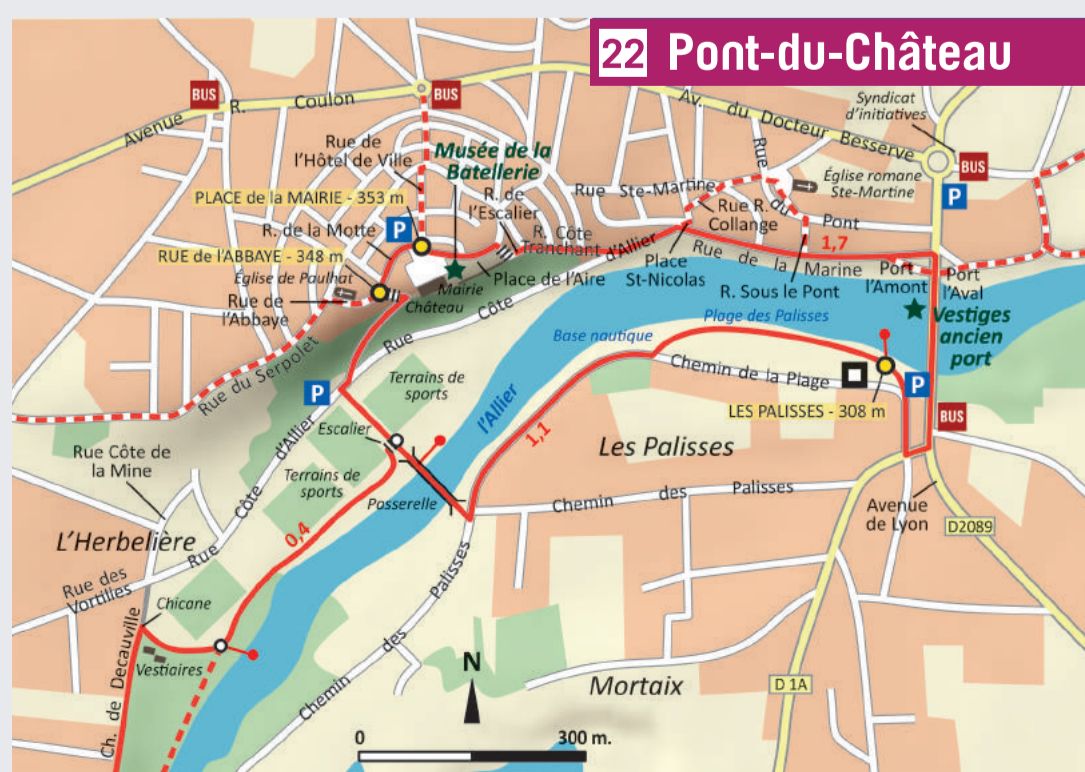 22 Pont-du-Château
BUS
R. Coulon
Avenue
BUS
Av. du Docteur Besserve
Syndicat
d'initiatives
BUS
P
Rue de
l'Hôtel de Ville
Musée de la
Batellerie
PLACE de la MAIRIE - 353 m
R. de
l'Escalier
Rue Ste-Martine
Rue du Pont
Église romane
Ste-Martine
Rue R.
Collange
R. de la Motte
P
R. Côte
Tranchant
d'Allier
1,7
RUE de l'ABBAYE - 348 m
Église de Paulhat
Rue de
l'Abbaye
Mairie
Château
Place de l'Aire
Place
St-Nicolas
Rue de la Marine
R. Sous le Pont
Port
l'Amont
Port
l'Aval
Vestiges
ancien
port
Rue Côte
d'Allier
Rue du Serpolet
Base nautique
Plage des Palisses
Chemin de la Plage
P
LES PALISSES - 308 m
BUS
P
Terrains de
sports
Escalier
l'Allier
1,1
Les Palisses
Rue Côte de
la Mine
Terrains de
sports
Posserelle
Chemin des Palisses
Avenue
de Lyon
D2089
L'Herbelière
0,4
Rue des
Vortilles
Chicane
Vestiaires
Ch. de Decauville
Chemin des Palisses
N
Mortaix
D 1A
0 300 m.